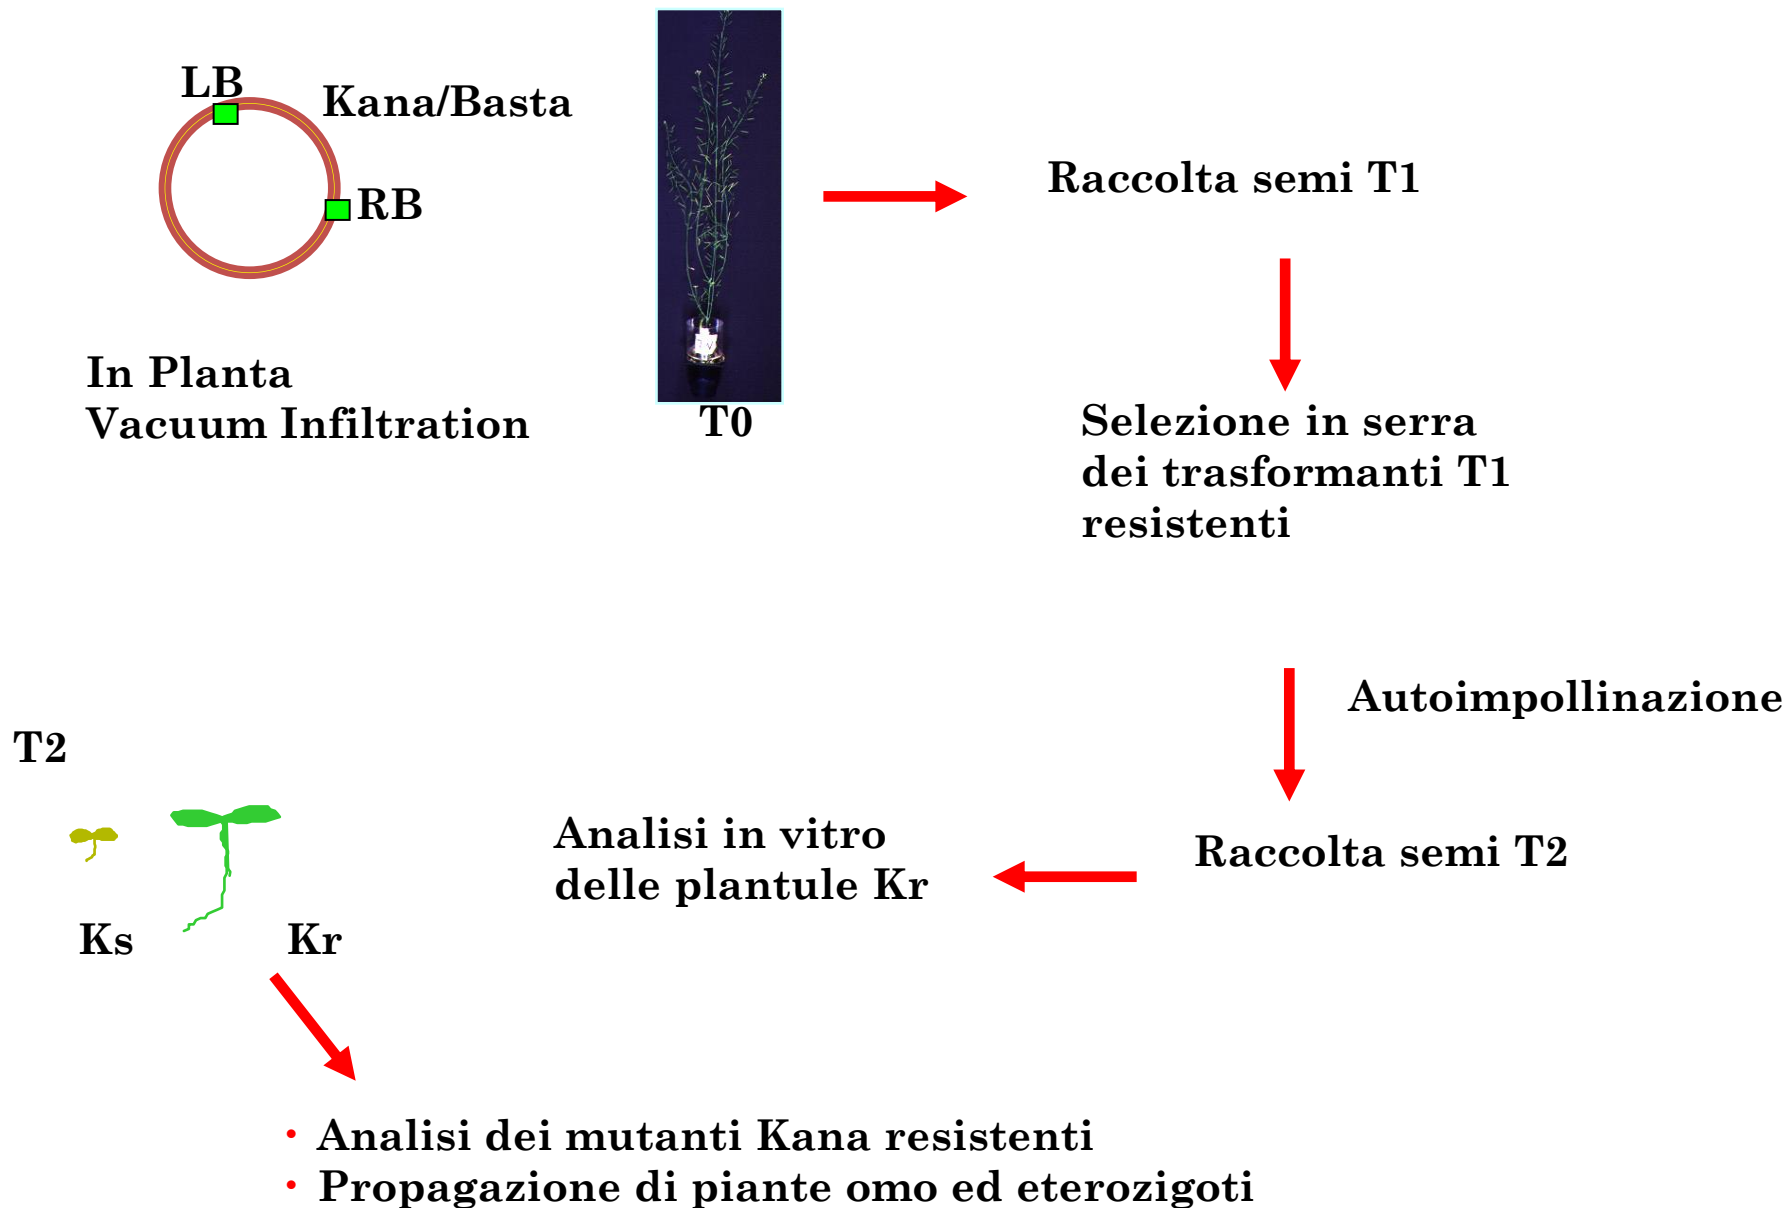 LB
Kana/Basta
RB
In Planta
Vacuum Infiltration
T0
Raccolta semi T1
Selezione in serra
dei trasformanti T1
resistenti
Autoimpollinazione
Raccolta semi T2
Analisi in vitro
delle plantule Kr
T2
Ks
Kr
• Analisi dei mutanti Kana resistenti
• Propagazione di piante omo ed eterozigoti